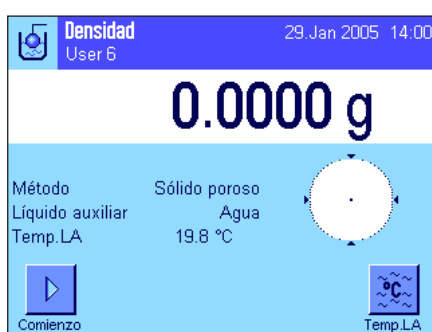 Densidad 29.Jan 2005 14:00
User 6
0.0000 g
Método Sólido poroso
Líquido auxiliar Agua
Temp.LA 19.8 °C
°C
Comienzo Temp.LA